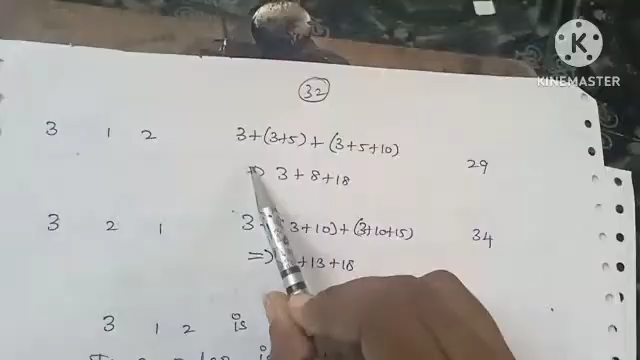 KINEMASTER
32
3 1 2 3+(3+5)+(3+5+10) 29
3+8+18
3 2 1 3+(3+10)+(3+10+15) 34
=) +13+18
3 1 2 is